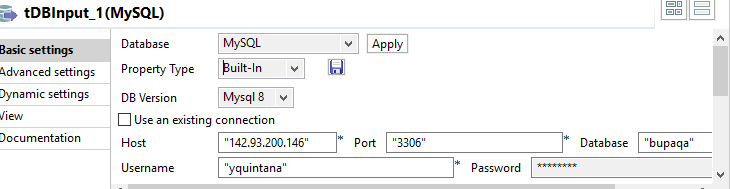 tDBInput_1(MySQL)
Basic settings
Advanced settings
Dynamic settings
View
Documentation
Database MySQL Apply
Property Type Built-In
DB Version Mysql 8
Use an existing connection
Host "142.93.200.146" * Port "3306" * Database "bupaqa"
Username "yquintana" * Password ********